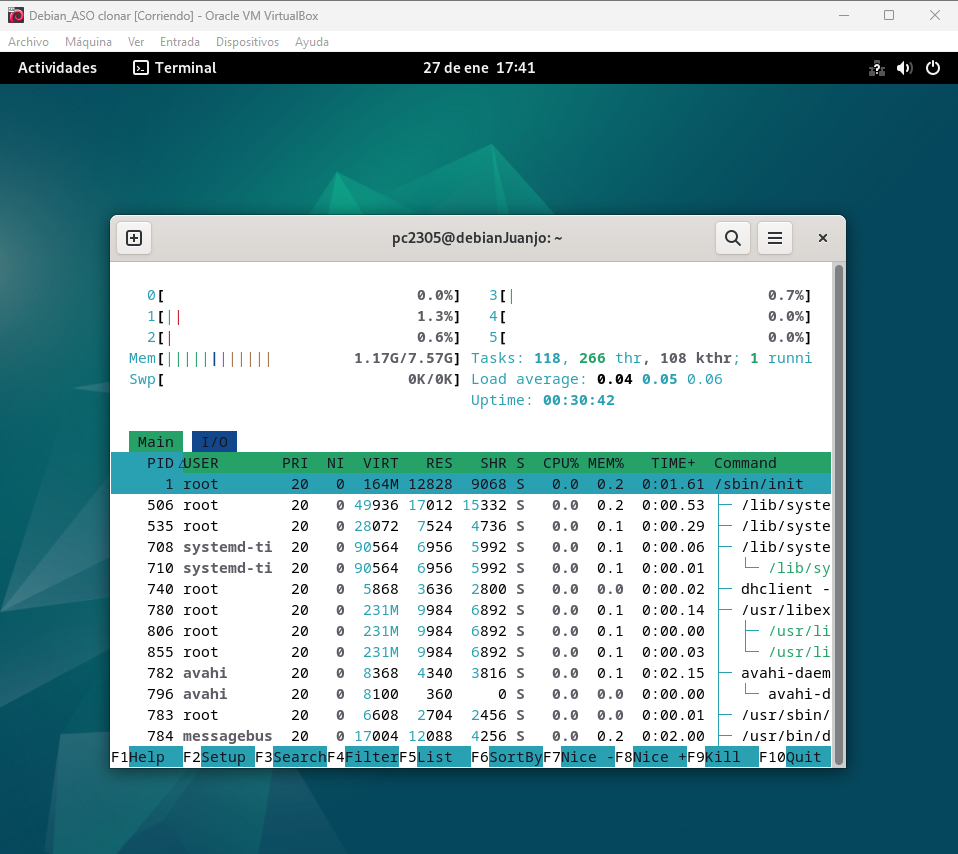 Debian_ASO clonar [Corriendo] - Oracle VM VirtualBox
Archivo Máquina Ver Entrada Dispositivos Ayuda
Actividades Terminal 27 de ene 17:41
pc2305@debianJuanjo: ~
0[ 0.0%] 3[| 0.7%]
1[|| 1.3%] 4[ 0.0%]
2[| 0.6%] 5[ 0.0%]
Mem[|||||||||||| 1.17G/7.57G] Tasks: 118, 266 thr, 108 kthr; 1 runni
Swp[ 0K/0K] Load average: 0.04 0.05 0.06
Uptime: 00:30:42
Main I/O
PID△USER PRI NI VIRT RES SHR S CPU% MEM% TIME+ Command
1 root 20 0 164M 12828 9068 S 0.0 0.2 0:01.61 /sbin/init
506 root 20 0 49936 17012 15332 S 0.0 0.2 0:00.53 ├─ /lib/syste
535 root 20 0 28072 7524 4736 S 0.0 0.1 0:00.29 ├─ /lib/syste
708 systemd-ti 20 0 90564 6956 5992 S 0.0 0.1 0:00.06 ├─ /lib/syste
710 systemd-ti 20 0 90564 6956 5992 S 0.0 0.1 0:00.01 │ └─ /lib/sy
740 root 20 0 5868 3636 2800 S 0.0 0.0 0:00.02 ├─ dhclient -
780 root 20 0 231M 9984 6892 S 0.0 0.1 0:00.14 ├─ /usr/libex
806 root 20 0 231M 9984 6892 S 0.0 0.1 0:00.00 │ ├─ /usr/li
855 root 20 0 231M 9984 6892 S 0.0 0.1 0:00.03 │ └─ /usr/li
782 avahi 20 0 8368 4340 3816 S 0.0 0.1 0:02.15 ├─ avahi-daem
796 avahi 20 0 8100 360 0 S 0.0 0.0 0:00.00 │ └─ avahi-d
783 root 20 0 6608 2704 2456 S 0.0 0.0 0:00.01 ├─ /usr/sbin/
784 messagebus 20 0 17004 12088 4256 S 0.0 0.2 0:02.00 ├─ /usr/bin/d
F1Help F2Setup F3SearchF4FilterF5List F6SortByF7Nice -F8Nice +F9Kill F10Quit